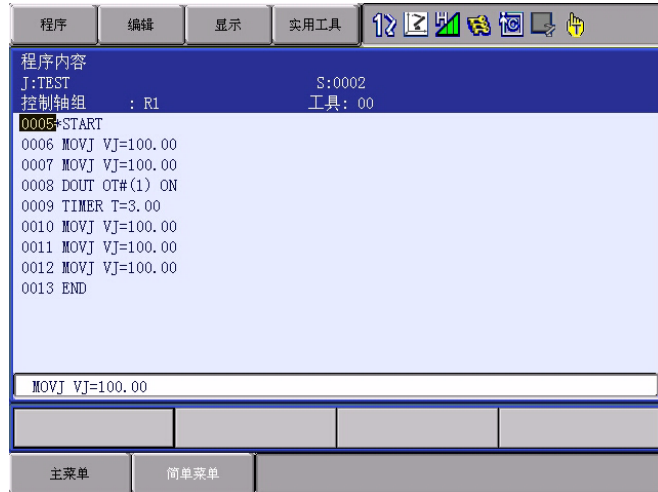 程序 编辑 显示 实用工具
程序内容
J:TEST S:0002
控制轴组 : R1 工具: 00
0005*START
0006 MOVJ VJ=100.00
0007 MOVJ VJ=100.00
0008 DOUT OT#(1) ON
0009 TIMER T=3.00
0010 MOVJ VJ=100.00
0011 MOVJ VJ=100.00
0012 MOVJ VJ=100.00
0013 END
MOVJ VJ=100.00
主菜单 简单菜单